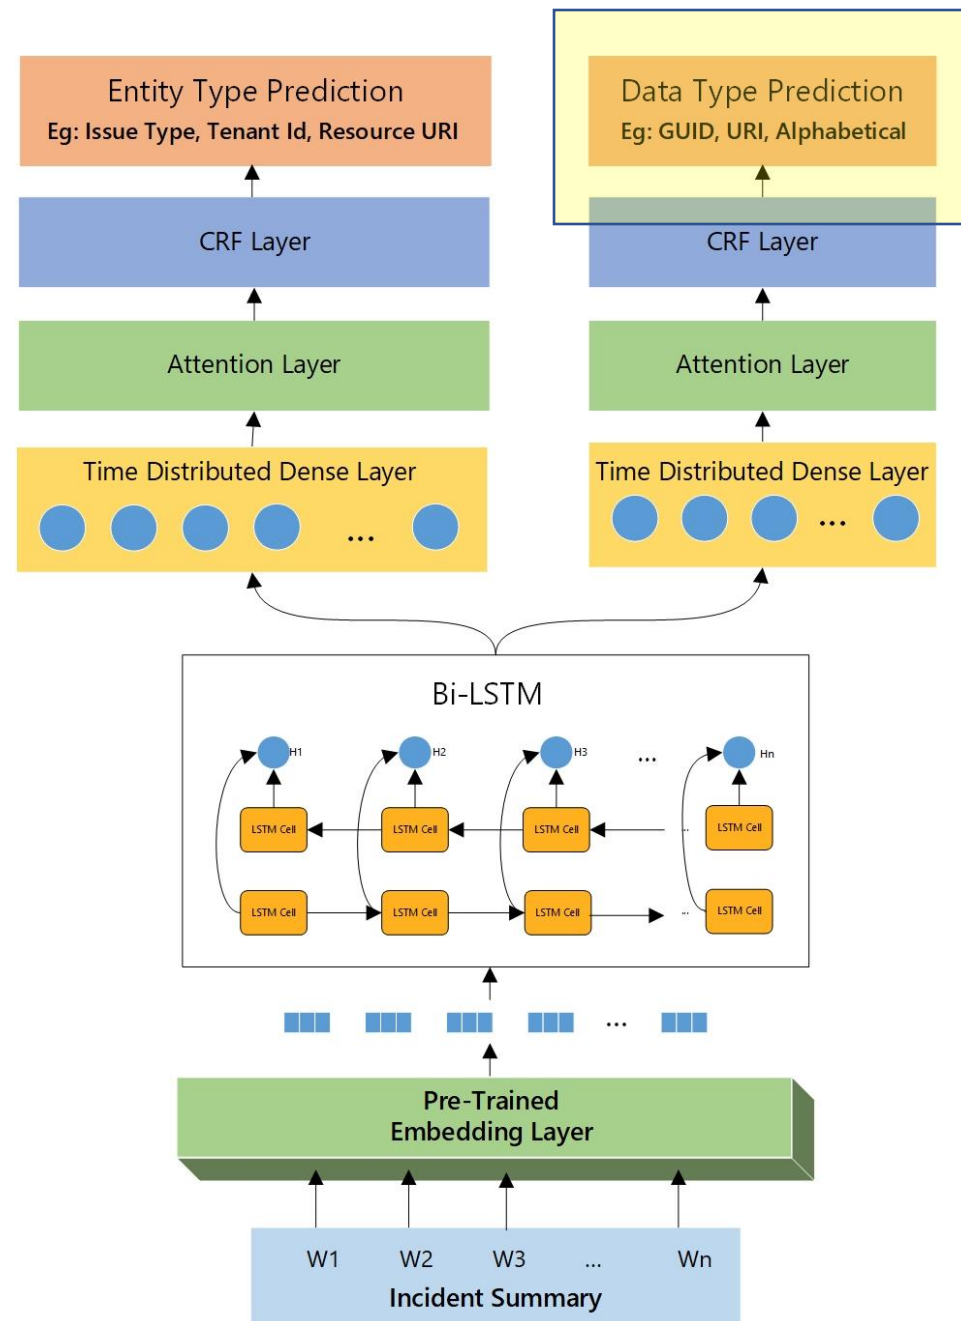 Entity Type Prediction
Eg: Issue Type, Tenant Id, Resource URI
CRF Layer
Attention Layer
Time Distributed Dense Layer
...
Data Type Prediction
Eg: GUID, URI, Alphabetical
CRF Layer
Attention Layer
Time Distributed Dense Layer
...
Bi-LSTM
H1 H2 H3 ... Hn
LSTM Cell LSTM Cell LSTM Cell ... LSTM Cell
LSTM Cell LSTM Cell LSTM Cell ... LSTM Cell
...
Pre-Trained
Embedding Layer
W1 W2 W3 ... Wn
Incident Summary